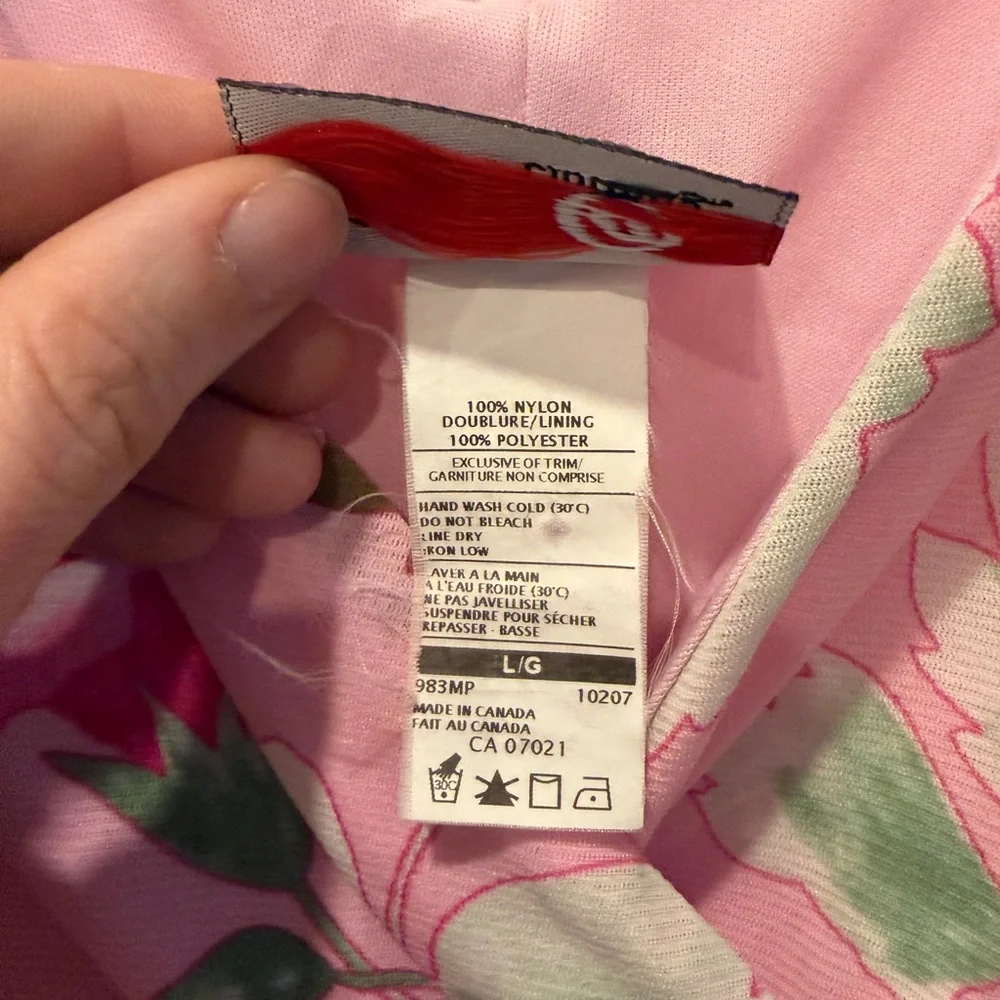 100% NYLON
DOUBLURE/LINING
100% POLYESTER
EXCLUSIVE OF TRIM/
GARNITURE NON COMPRISE
HAND WASH COLD (30°C)
DO NOT BLEACH
LINE DRY
IRON LOW
LAVER A LA MAIN
A L'EAU FROIDE (30°C)
NE PAS JAVELLISER
SUSPENDRE POUR SÉCHER
REPASSER - BASSE
L/G
983MP 10207
MADE IN CANADA
FAIT AU CANADA
CA 07021
30C